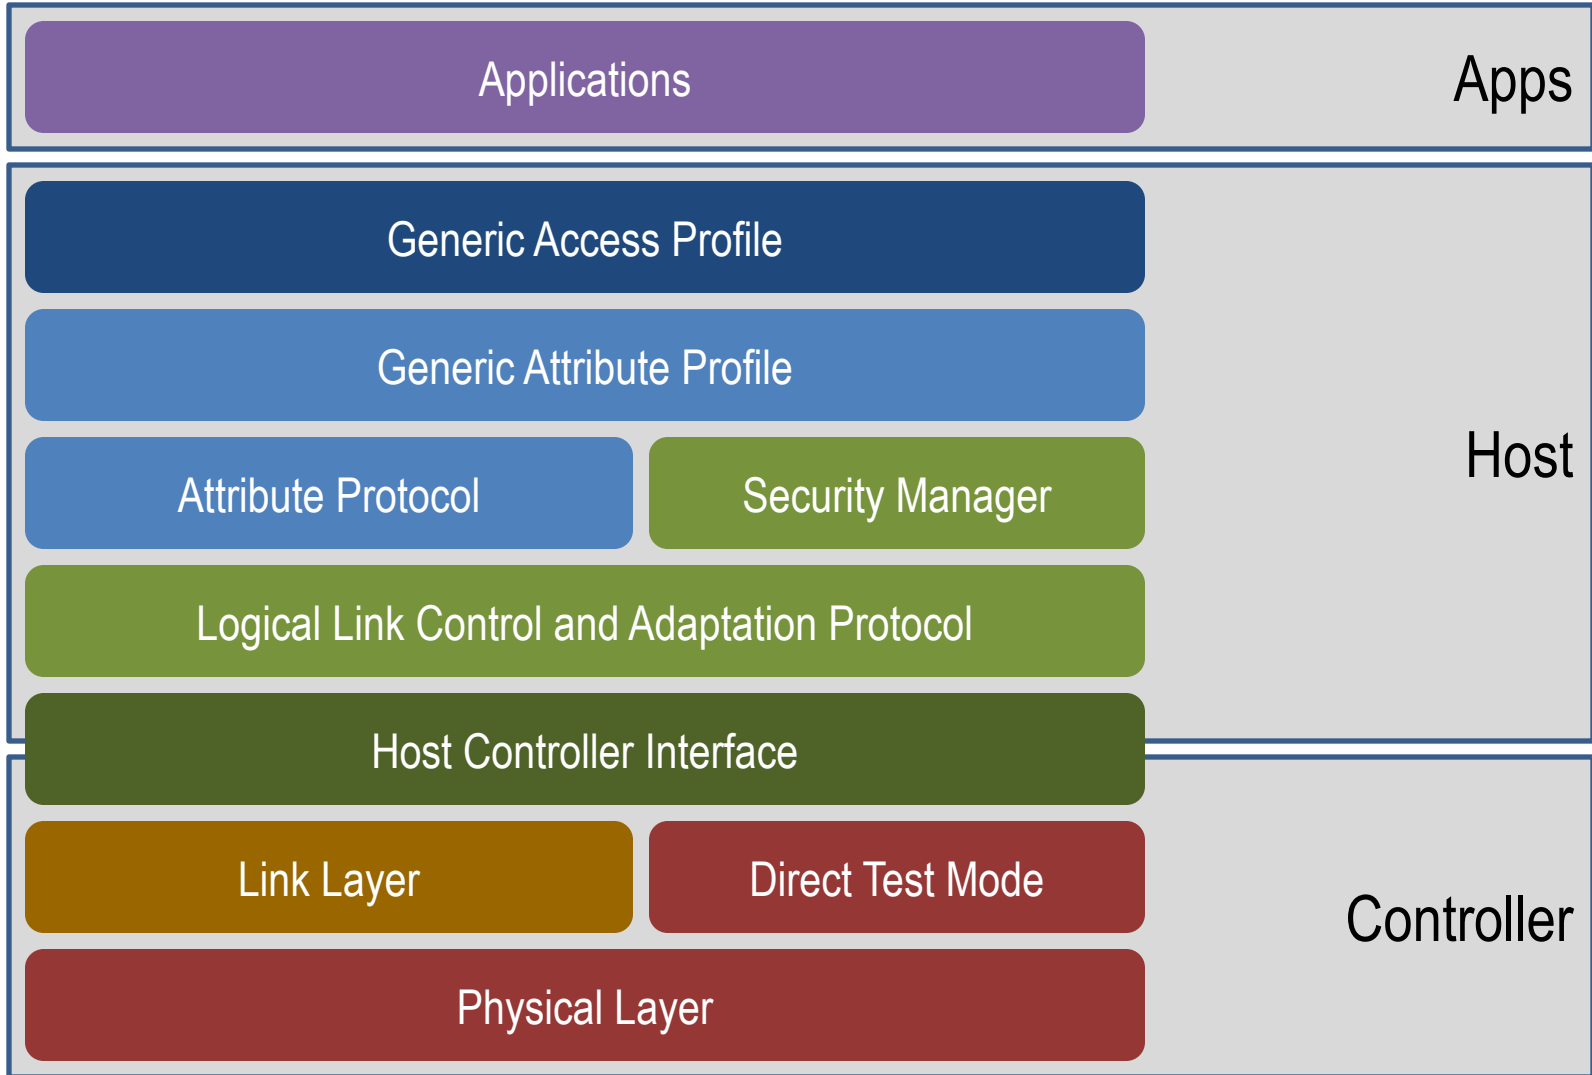 Applications
Apps
Generic Access Profile
Generic Attribute Profile
Host
Attribute Protocol
Security Manager
Logical Link Control and Adaptation Protocol
Host Controller Interface
Link Layer
Direct Test Mode
Controller
Physical Layer